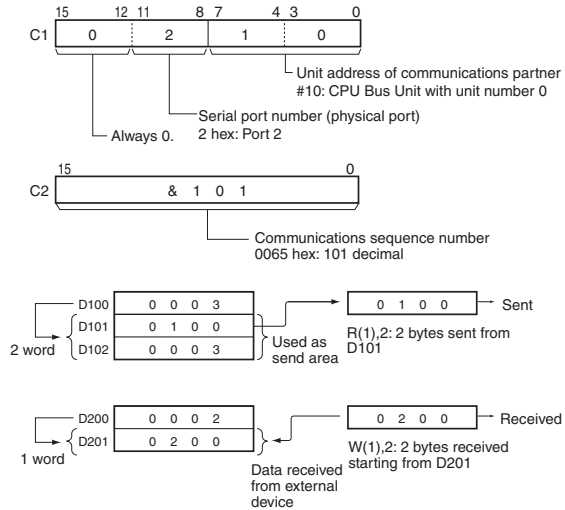 15 12 11 8 7 4 3 0
C1 0 2 1 0
Unit address of communications partner
#10: CPU Bus Unit with unit number 0
Serial port number (physical port)
2 hex: Port 2
Always 0.
15 0
C2 & 1 0 1
Communications sequence number
0065 hex: 101 decimal
D100 0 0 0 3
D101 0 1 0 0
D102 0 0 0 3
2 word
Used as
send area
0 1 0 0 Sent
R(1),2: 2 bytes sent from
D101
D200 0 0 0 2
D201 0 2 0 0
1 word
Data received
from external
device
0 2 0 0 Received
W(1),2: 2 bytes received
starting from D201